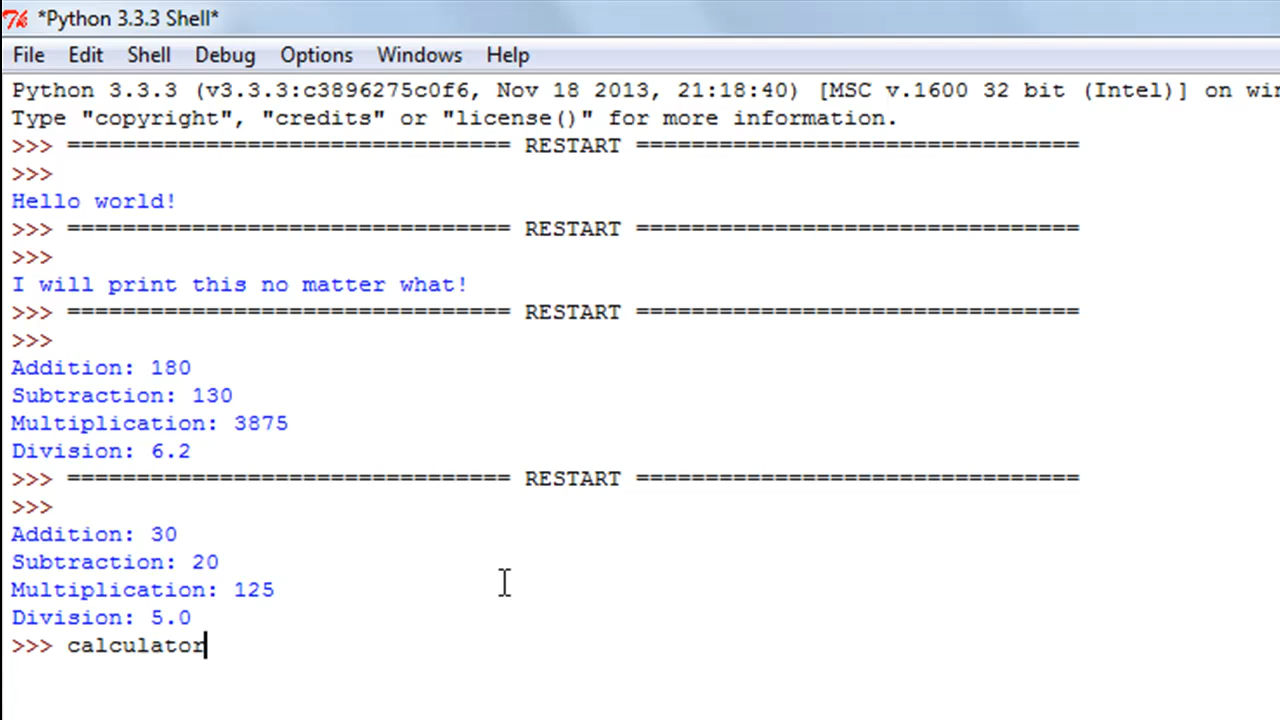 *Python 3.3.3 Shell*
File Edit Shell Debug Options Windows Help
Python 3.3.3 (v3.3.3:c3896275c0f6, Nov 18 2013, 21:18:40) [MSC v.1600 32 bit (Intel)] on
Type "copyright", "credits" or "license()" for more information.
>>> ================================ RESTART ================================
>>>
Hello world!
>>> ================================ RESTART ================================
>>>
I will print this no matter what!
>>> ================================ RESTART ================================
>>>
Addition: 180
Subtraction: 130
Multiplication: 3875
Division: 6.2
>>> ================================ RESTART ================================
>>>
Addition: 30
Subtraction: 20
Multiplication: 125
Division: 5.0
>>> calculator